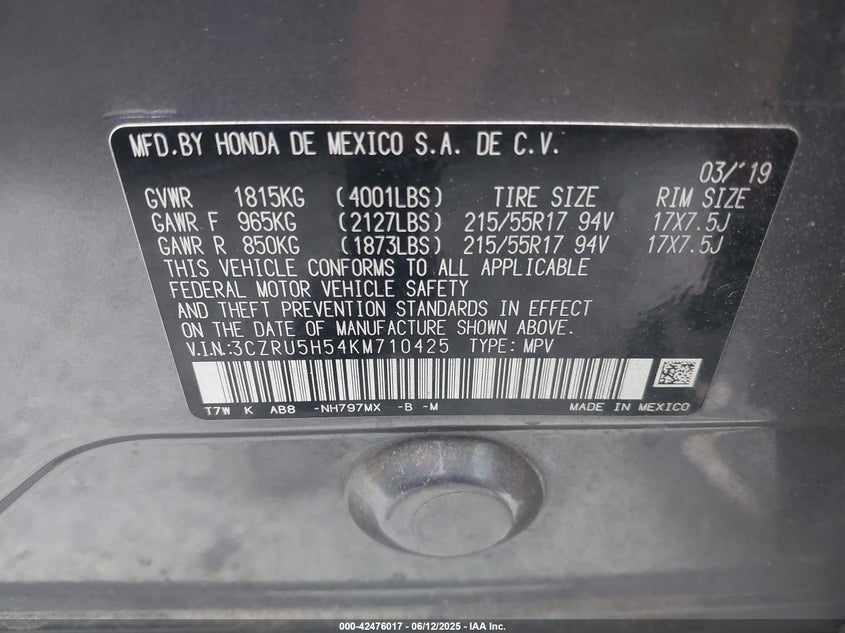 MFD.BY HONDA DE MEXICO S.A. DE C.V.
03/'19
GVWR 1815KG (4001LBS) TIRE SIZE RIM SIZE
GAWR F 965KG (2127LBS) 215/55R17 94V 17X7.5J
GAWR R 850KG (1873LBS) 215/55R17 94V 17X7.5J
THIS VEHICLE CONFORMS TO ALL APPLICABLE
FEDERAL MOTOR VEHICLE SAFETY
AND THEFT PREVENTION STANDARDS IN EFFECT
ON THE DATE OF MANUFACTURE SHOWN ABOVE.
V.I.N.:3CZRU5H54KM710425 TYPE: MPV
T7W K AB8 -NH797MX -B -M MADE IN MEXICO
000-42476017 - 06/12/2025 - IAA Inc.